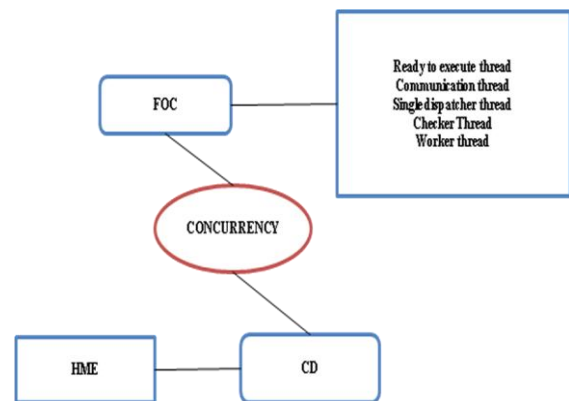 Ready to execute thread
Communication thread
Single dispatcher thread
Checker Thread
Worker thread
FOC
CONCURRENCY
HME
CD